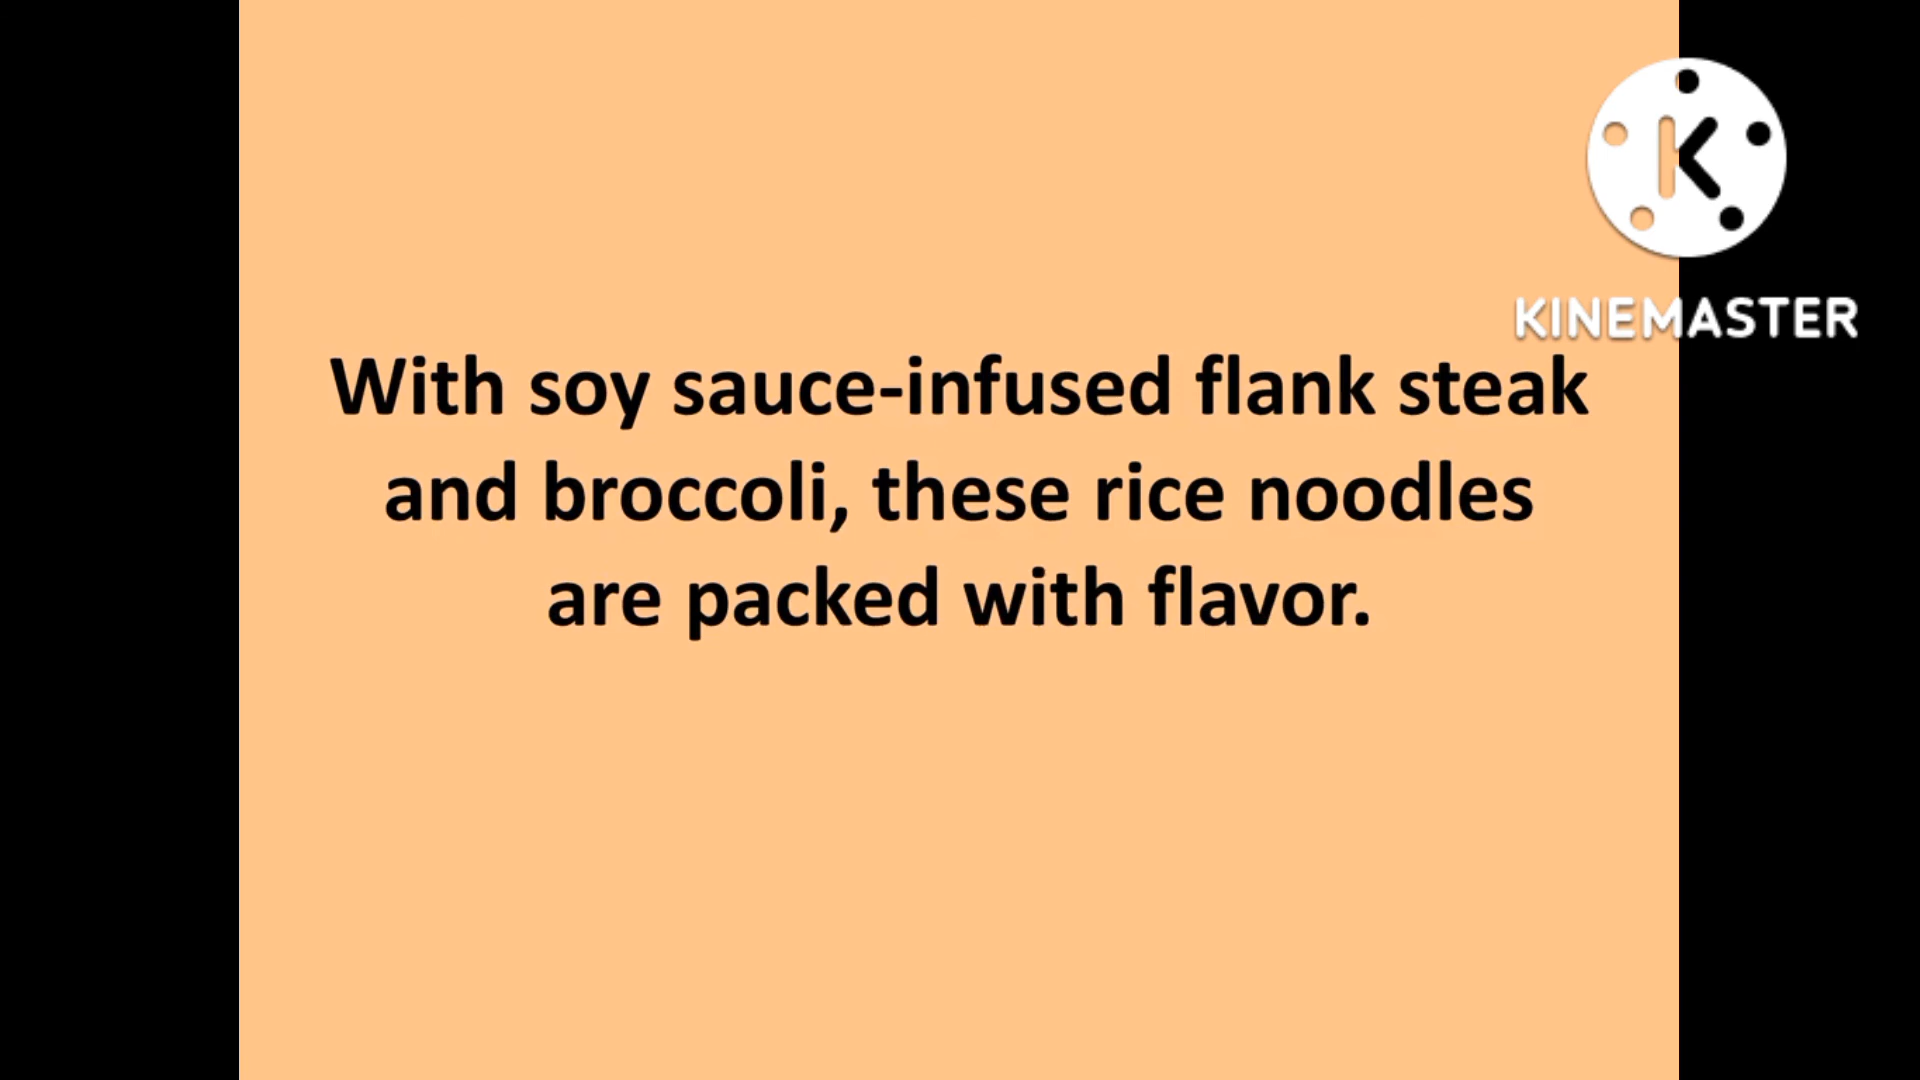 KINEMASTER
With soy sauce-infused flank steak
and broccoli, these rice noodles
are packed with flavor.